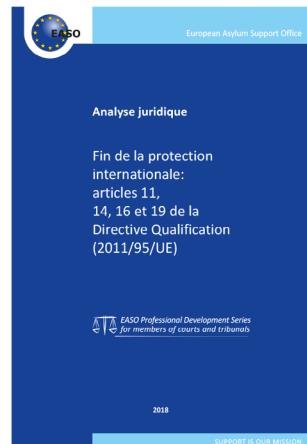 EASO
European Asylum Support Office
Analyse juridique
Fin de la protection
internationale:
articles 11,
14, 16 et 19 de la
Directive Qualification
(2011/95/UE)
EASO Professional Development Series
for members of courts and tribunals
2018
SUPPORT IS OUR MISSION